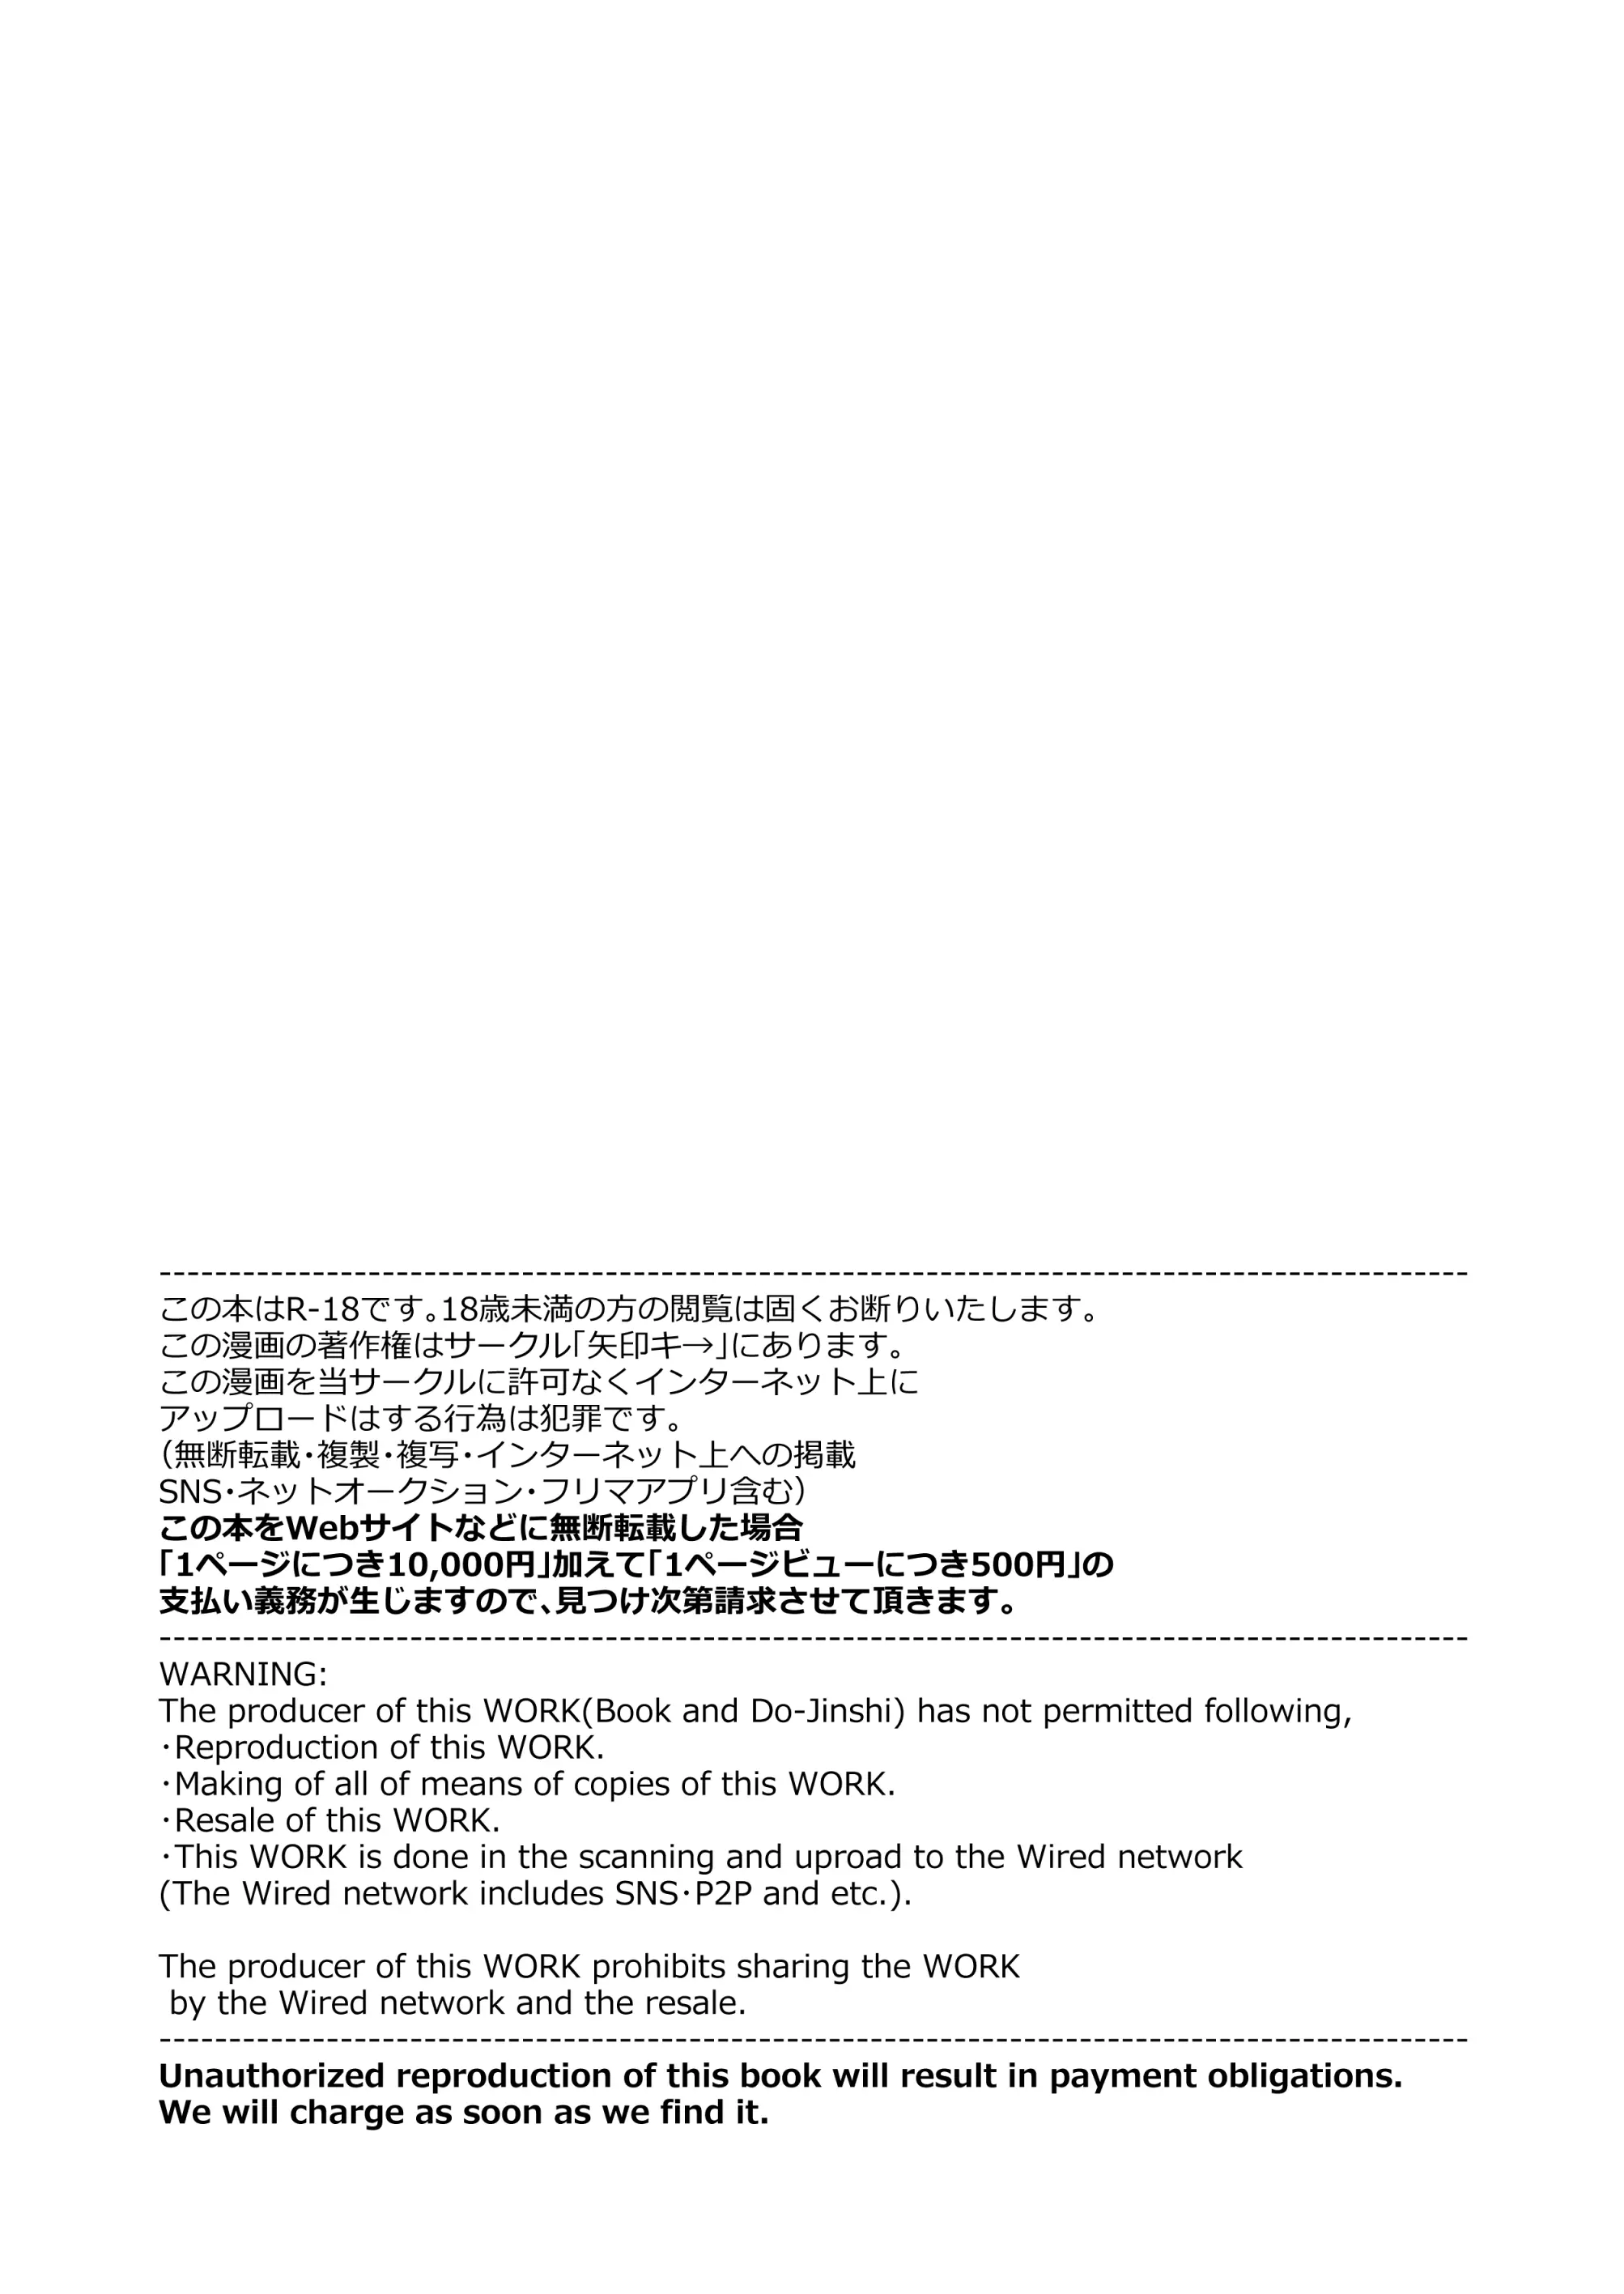 --------------------------------------------------------------------------------------------
この本はR-18です。18歳未満の方の閲覧は固くお断りいたします。
この漫画の著作権はサークル「矢印キ→」にあります。
この漫画を当サークルに許可なくインターネット上に
アップロードはする行為は犯罪です。
（無断転載・複製・複写・インターネット上への掲載
SNS・ネットオークション・フリマアプリ含む）
この本をWebサイトなどに無断転載した場合
「1ページにつき10,000円」加えて「1ページビューにつき500円」の
支払い義務が生じますので、見つけ次第請求させて頂きます。
--------------------------------------------------------------------------------------------
WARNING:
The producer of this WORK(Book and Do-Jinshi) has not permitted following,
・Reproduction of this WORK.
・Making of all of means of copies of this WORK.
・Resale of this WORK.
・This WORK is done in the scanning and uproad to the Wired network
(The Wired network includes SNS・P2P and etc.).
The producer of this WORK prohibits sharing the WORK
by the Wired network and the resale.
--------------------------------------------------------------------------------------------
Unauthorized reproduction of this book will result in payment obligations.
We will charge as soon as we find it.